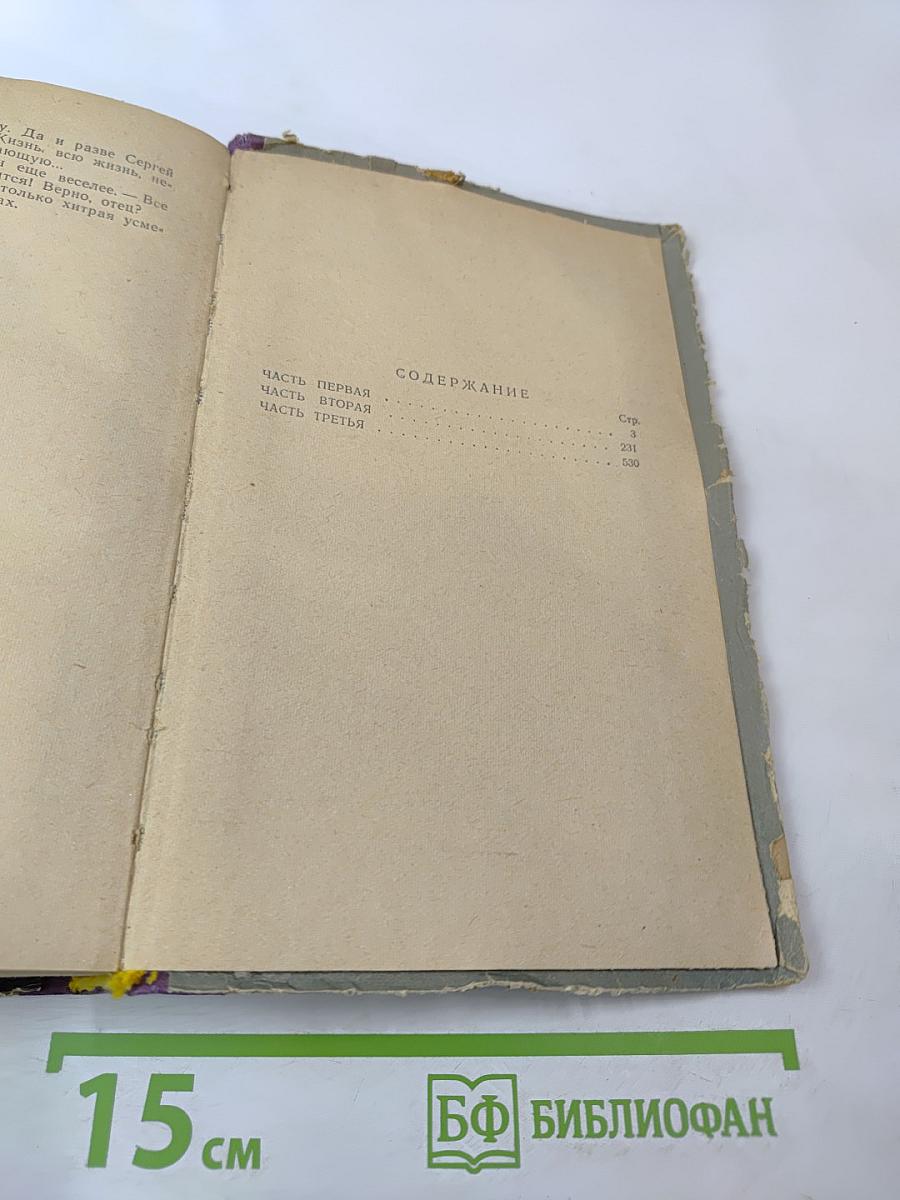 у. Да и разве Сергей
Жизнь, всю жизнь, не-
ающую...
и еще веселее. — Все
тся! Верно, отец?
только хитрая усме-
ах.
СОДЕРЖАНИЕ
Стр.
ЧАСТЬ ПЕРВАЯ . . . . . . . . . . . . . . . . . . . 3
ЧАСТЬ ВТОРАЯ . . . . . . . . . . . . . . . . . . . 231
ЧАСТЬ ТРЕТЬЯ . . . . . . . . . . . . . . . . . . . 530
15 см
БФ БИБЛИОФАН